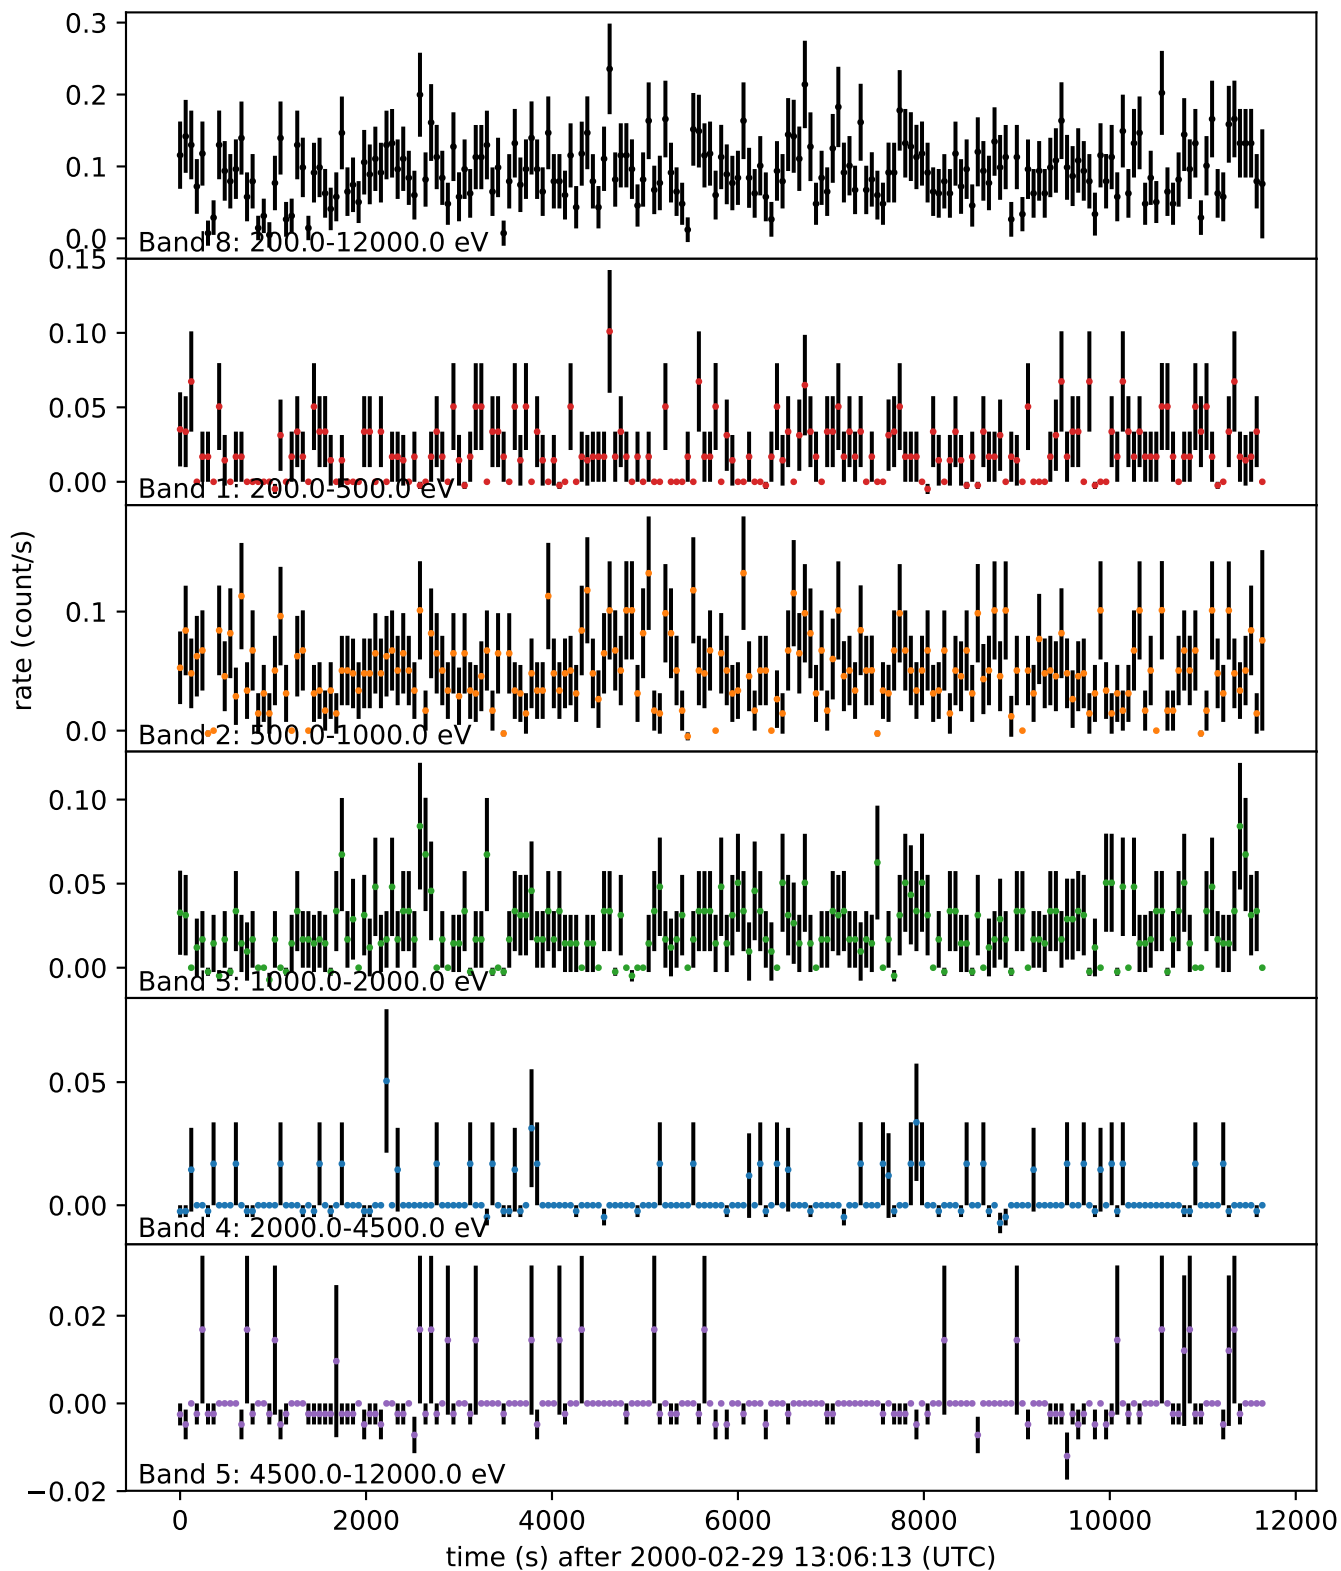 0.3
0.2
0.1
0.0
Band 8: 200.0-12000.0 eV
0.15
0.10
0.05
0.00
Band 1: 200.0-500.0 eV
rate (count/s)
0.1
0.0
Band 2: 500.0-1000.0 eV
0.10
0.05
0.00
Band 3: 1000.0-2000.0 eV
0.05
0.00
Band 4: 2000.0-4500.0 eV
0.02
0.00
−0.02
Band 5: 4500.0-12000.0 eV
0 2000 4000 6000 8000 10000 12000
time (s) after 2000-02-29 13:06:13 (UTC)